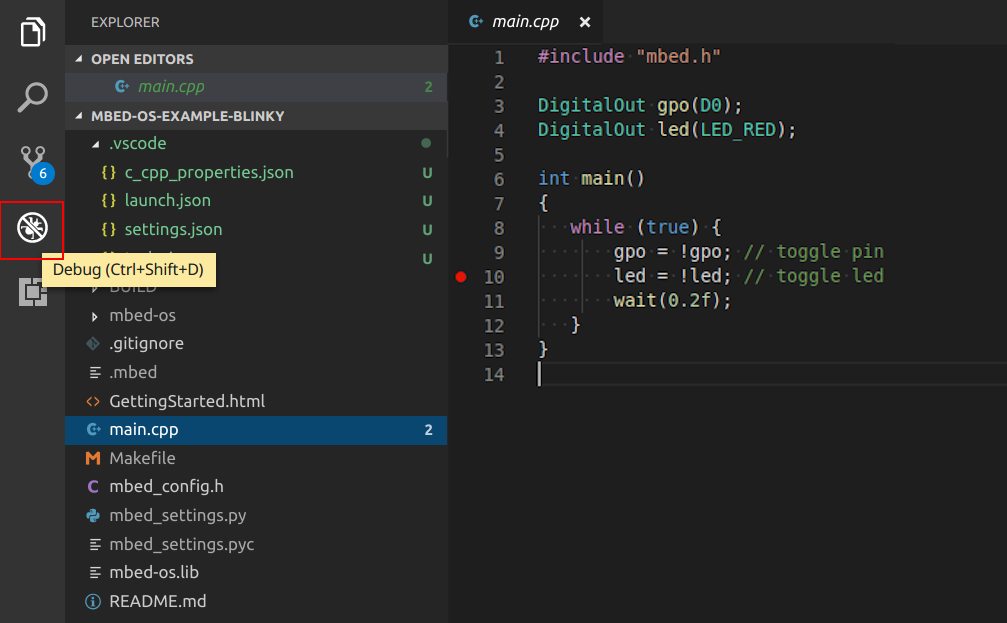 EXPLORER
OPEN EDITORS
main.cpp 2
MBED-OS-EXAMPLE-BLINKY
.vscode
{ } c_cpp_properties.json U
{ } launch.json U
{ } settings.json U
U
6
Debug (Ctrl+Shift+D)
BUILD
mbed-os
.gitignore
.mbed
<> GettingStarted.html
main.cpp 2
M Makefile
C mbed_config.h
mbed_settings.py
mbed_settings.pyc
mbed-os.lib
README.md
main.cpp ×
1 #include "mbed.h"
2
3 DigitalOut gpo(D0);
4 DigitalOut led(LED_RED);
5
6 int main()
7 {
8 while (true) {
9 gpo = !gpo; // toggle pin
10 led = !led; // toggle led
11 wait(0.2f);
12 }
13 }
14